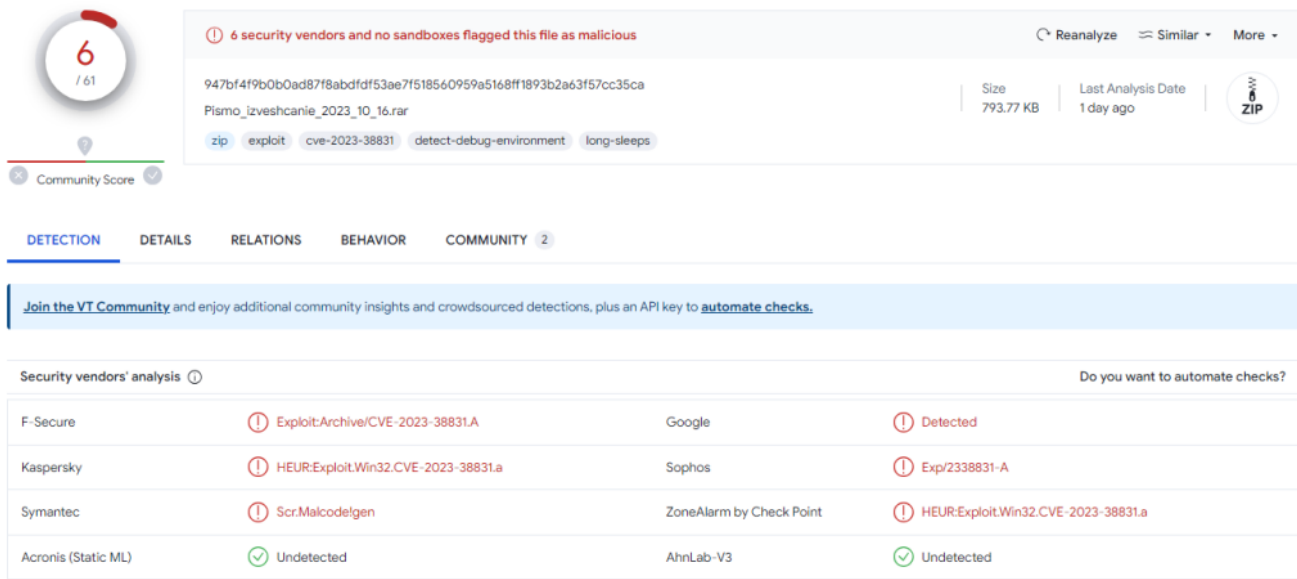 6
/ 61
Community Score
6 security vendors and no sandboxes flagged this file as malicious
Reanalyze
Similar
More
947bf4f9b0b0ad87f8abdfdf53ae7f518560959a5168ff1893b2a63f57cc35ca
Pismo_izveshcanie_2023_10_16.rar
zip
exploit
cve-2023-38831
detect-debug-environment
long-sleeps
Size
793.77 KB
Last Analysis Date
1 day ago
ZIP
DETECTION
DETAILS
RELATIONS
BEHAVIOR
COMMUNITY 2
Join the VT Community and enjoy additional community insights and crowdsourced detections, plus an API key to automate checks.
Security vendors' analysis
Do you want to automate checks?
F-Secure
Exploit:Archive/CVE-2023-38831.A
Google
Detected
Kaspersky
HEUR:Exploit.Win32.CVE-2023-38831.a
Sophos
Exp/2338831-A
Symantec
Scr.Malcode!gen
ZoneAlarm by Check Point
HEUR:Exploit.Win32.CVE-2023-38831.a
Acronis (Static ML)
Undetected
AhnLab-V3
Undetected